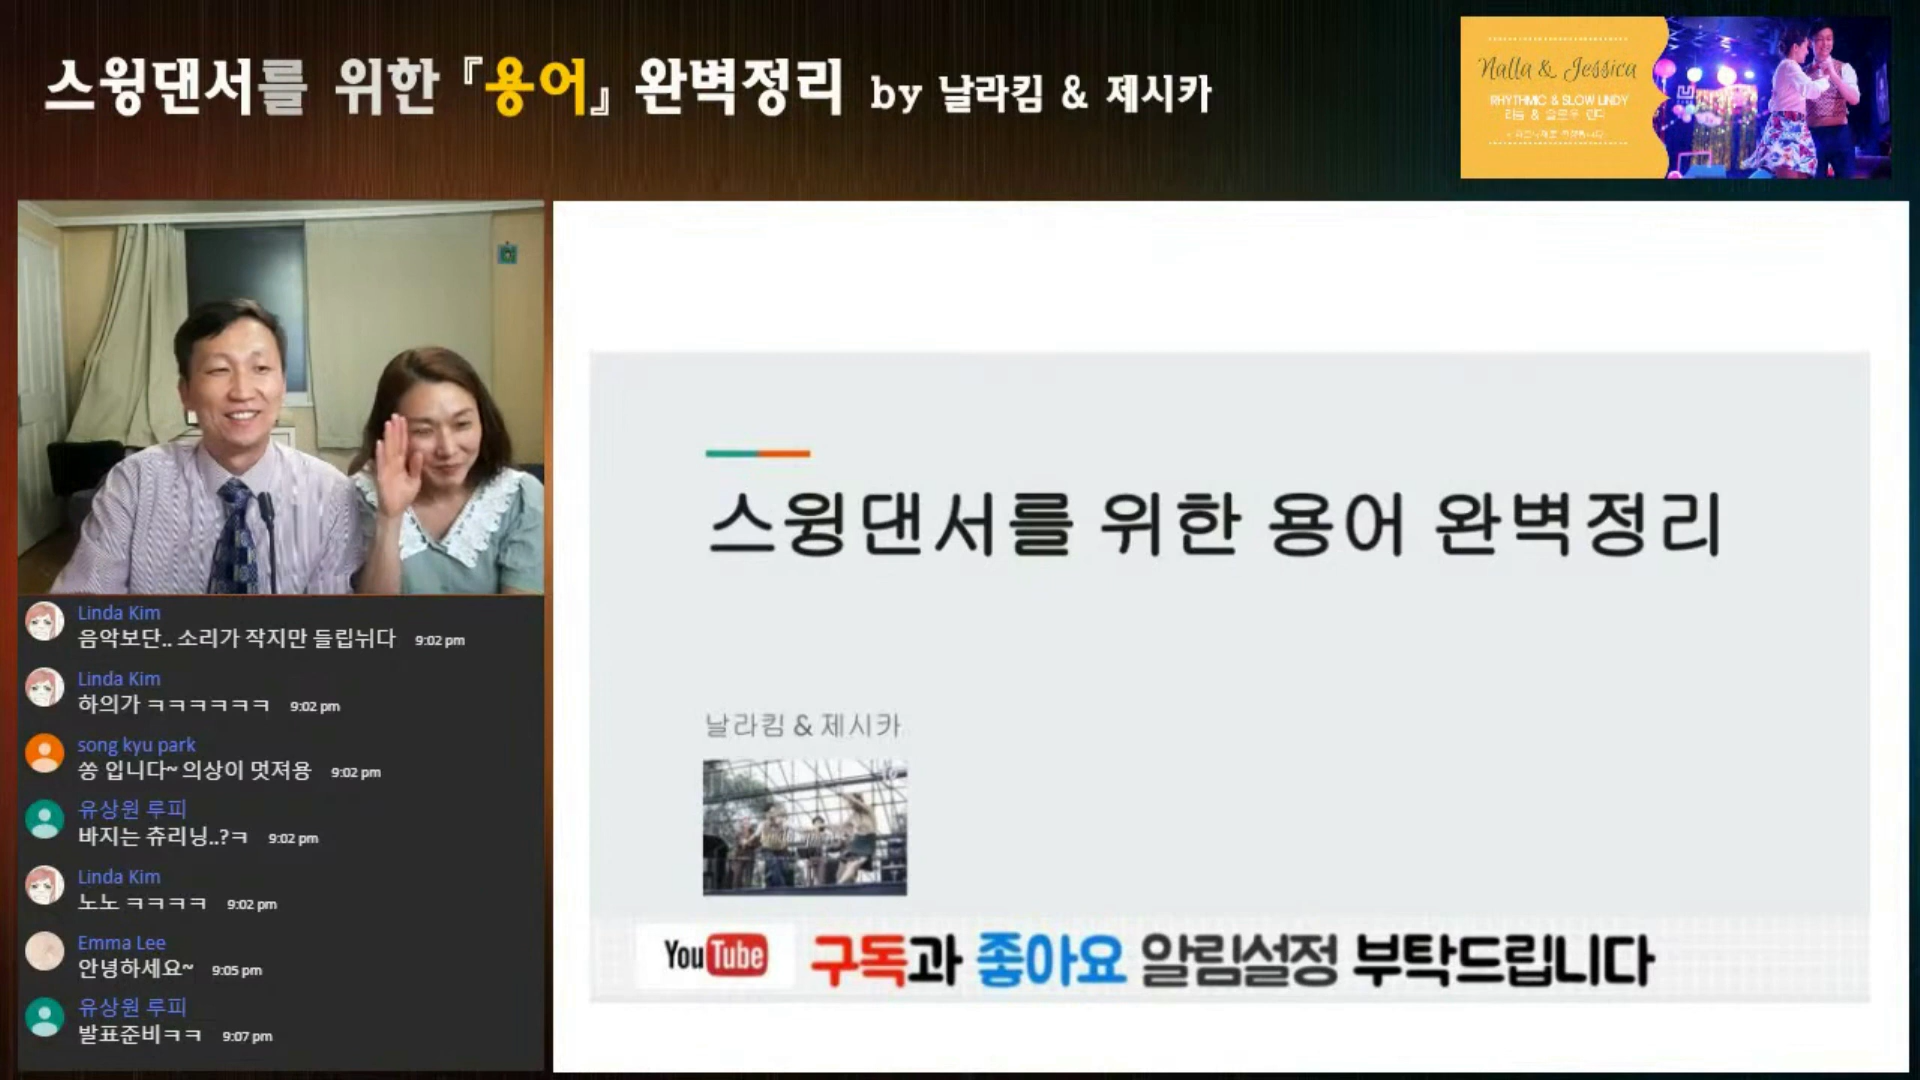 스윙댄서를 위한 『용어』 완벽정리 by 날라킴 & 제시카
Nalla & Jessica
RHYTHMIC & SLOW LINDY
리듬 & 슬로우 린디
스윙댄서를 위한 용어 완벽정리
날라킴 & 제시카
YouTube 구독과 좋아요 알림설정 부탁드립니다
Linda Kim
음악보단.. 소리가 작지만 들립뉘다 9:02 pm
Linda Kim
하의가 ㅋㅋㅋㅋㅋㅋ 9:02 pm
song kyu park
쏭 입니다~ 의상이 멋져용 9:02 pm
유상원 루피
바지는 츄리닝..?ㅋ 9:02 pm
Linda Kim
노노 ㅋㅋㅋㅋ 9:02 pm
Emma Lee
안녕하세요~ 9:05 pm
유상원 루피
발표준비ㅋㅋ 9:07 pm